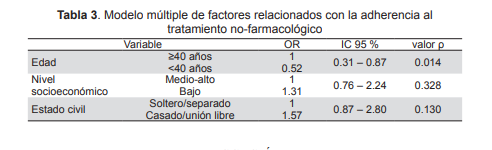 Tabla 3. Modelo múltiple de factores relacionados con la adherencia al
tratamiento no-farmacológico
Variable OR IC 95 % valor ρ
Edad ≥40 años 1 0.31 – 0.87 0.014
<40 años 0.52
Nivel socioeconómico Medio-alto 1 0.76 – 2.24 0.328
Bajo 1.31
Estado civil Soltero/separado 1 0.87 – 2.80 0.130
Casado/unión libre 1.57